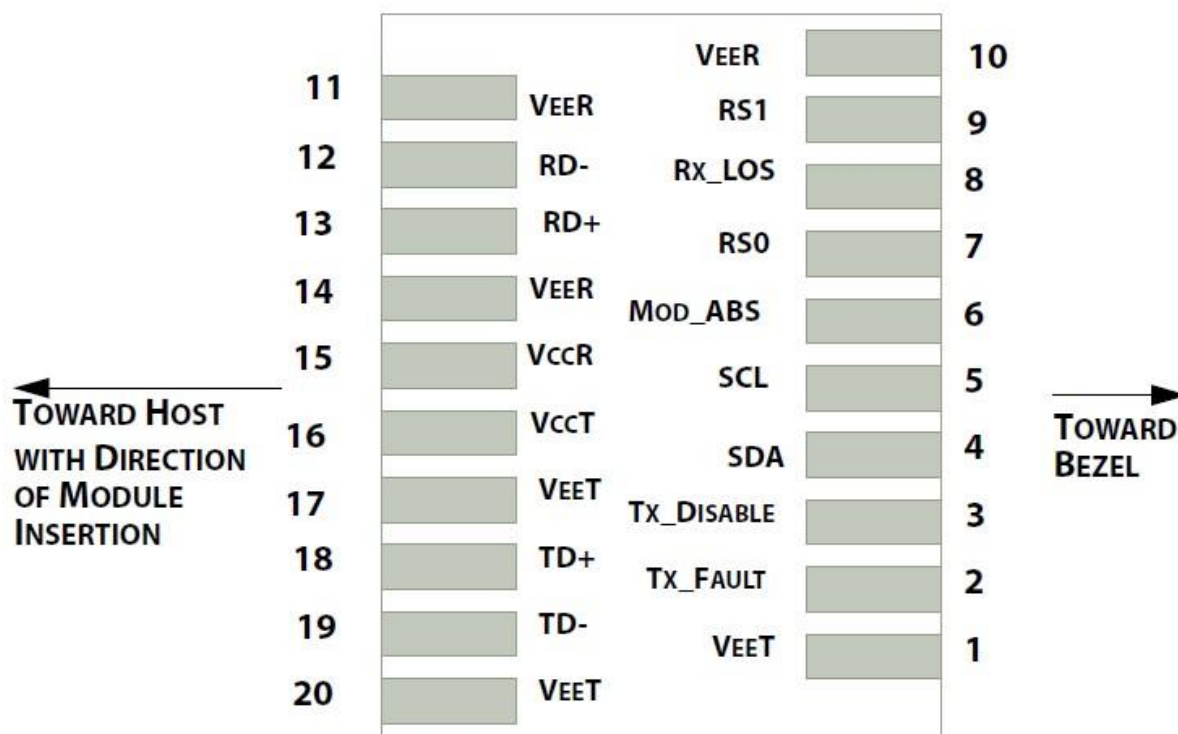 11
VEER
12
RD-
13
RD+
14
VEER
15
VCCR
16
VCCT
17
VEET
18
TD+
19
TD-
20
VEET
VEER
10
RS1
9
RX_LOS
8
RS0
7
MOD_ABS
6
SCL
5
SDA
4
TX_DISABLE
3
TX_FAULT
2
VEET
1
TOWARD HOST
WITH DIRECTION
OF MODULE
INSERTION
TOWARD
BEZEL